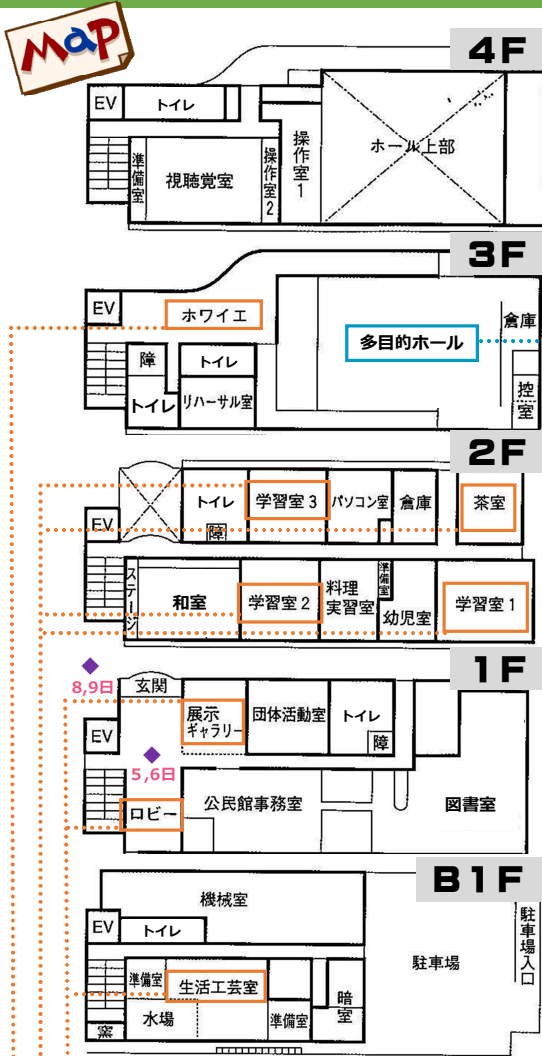 MaP
4F
EV
トイレ
準備室
視聴覚室
操作室2
操作室1
ホール上部
3F
EV
ホワイエ
多目的ホール
倉庫
障
トイレ
トイレ
リハーサル室
控室
2F
トイレ
障
学習室3
パソコン室
倉庫
茶室
EV
ステージ
和室
学習室2
料理
実習室
準備室
幼児室
学習室1
1F
8,9日
玄関
展示
ギャラリー
団体活動室
トイレ
障
EV
5,6日
ロビー
公民館事務室
図書室
B1F
機械室
EV
トイレ
駐車場
駐車場入口
準備室
生活工芸室
水場
準備室
暗室
窯